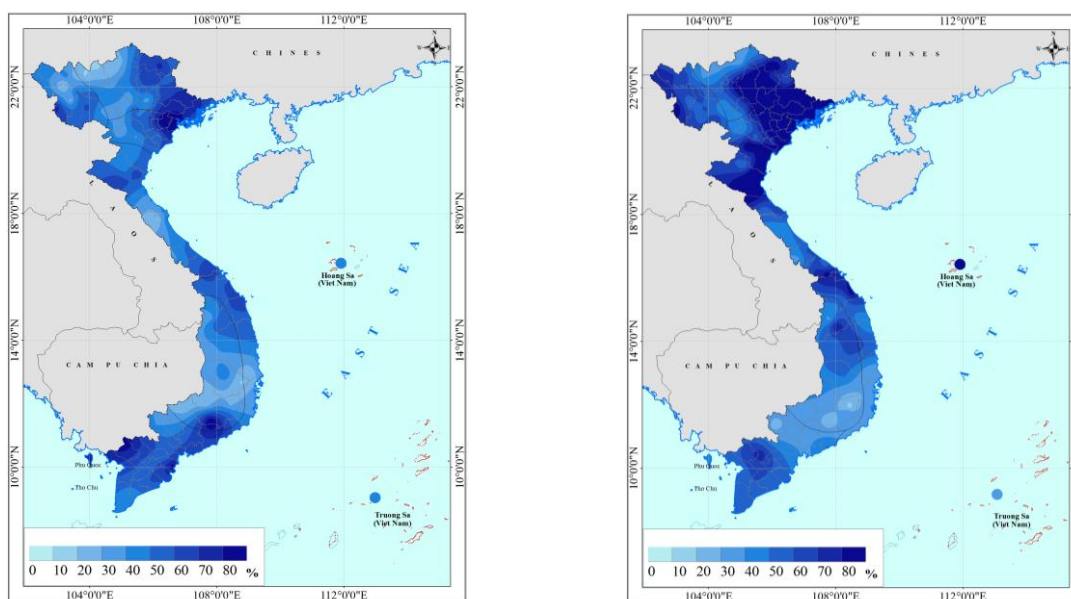 104°0'0"E 108°0'0"E 112°0'0"E
CHINES
N
W E
S
22°0'0"N
18°0'0"N
14°0'0"N
10°0'0"N
LAOS
Hoang Sa
(Viet Nam)
EAST SEA
CAM PU CHIA
Phu Quoc
Tho Chu
Truong Sa
(Viet Nam)
0 10 20 30 40 50 60 70 80 %
104°0'0"E 108°0'0"E 112°0'0"E
104°0'0"E 108°0'0"E 112°0'0"E
CHINES
N
W E
S
22°0'0"N
18°0'0"N
14°0'0"N
10°0'0"N
LAOS
Hoang Sa
(Viet Nam)
EAST SEA
CAM PU CHIA
Phu Quoc
Tho Chu
Truong Sa
(Viet Nam)
0 10 20 30 40 50 60 70 80 %
104°0'0"E 108°0'0"E 112°0'0"E